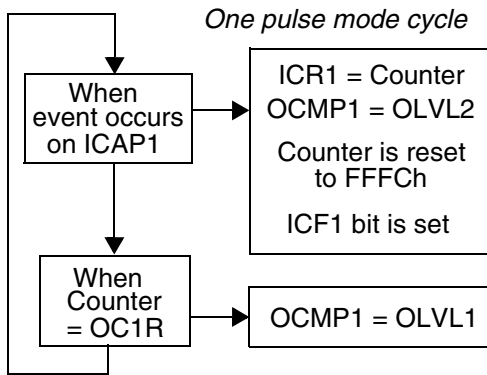 One pulse mode cycle
When
event occurs
on ICAP1
ICR1 = Counter
OCMP1 = OLVL2
Counter is reset
to FFFCh
ICF1 bit is set
When
Counter
= OC1R
OCMP1 = OLVL1